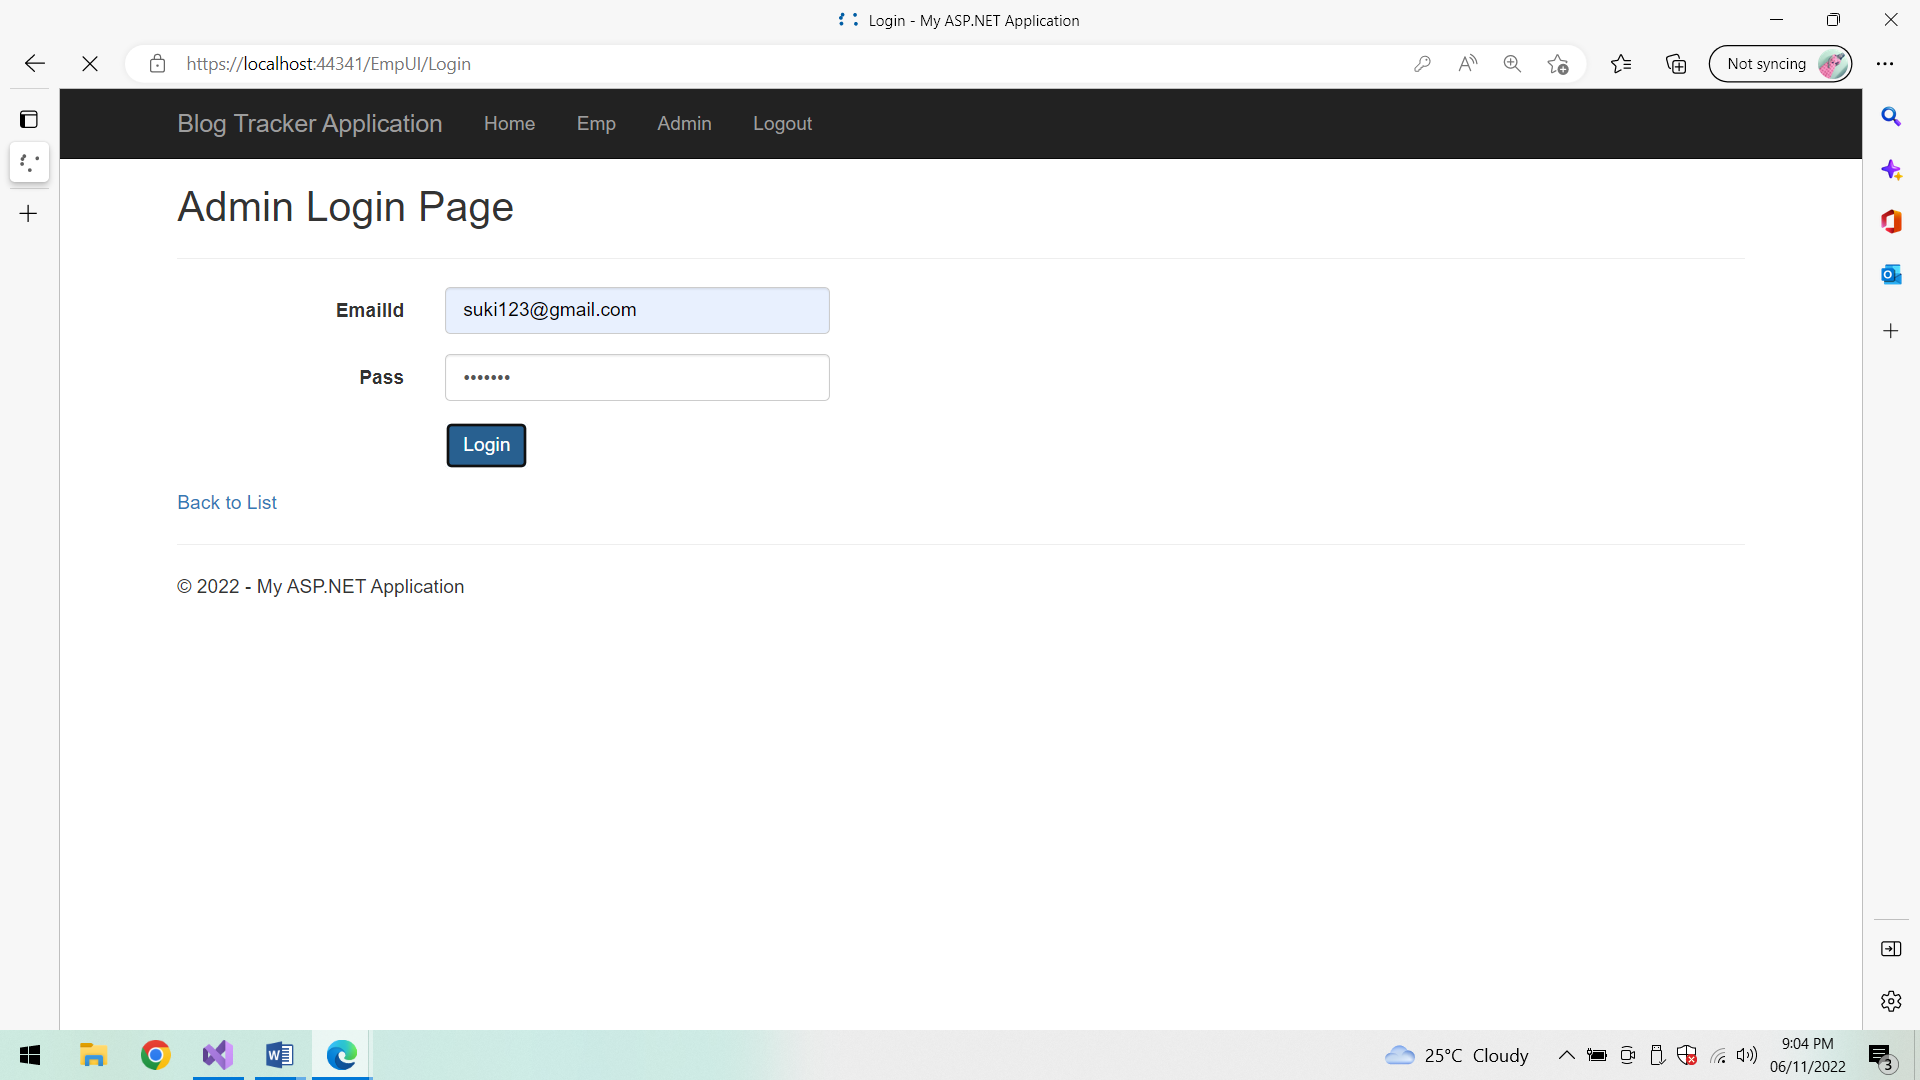 Login - My ASP.NET Application
https://localhost:44341/EmpUI/Login
Not syncing
Blog Tracker Application Home Emp Admin Logout
Admin Login Page
EmailId suki123@gmail.com
Pass •••••••
Login
Back to List
© 2022 - My ASP.NET Application
25°C Cloudy
9:04 PM
06/11/2022
3